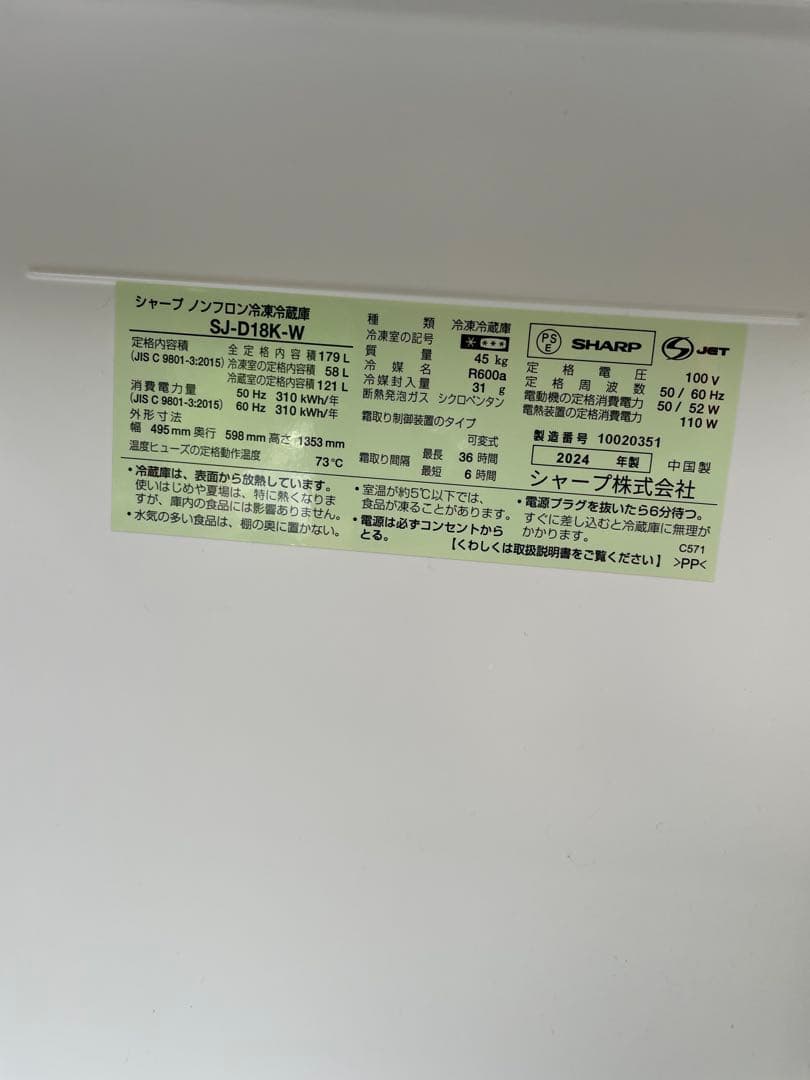 シャープ ノンフロン冷凍冷蔵庫
SJ-D18K-W
定格内容積
(JIS C 9801-3:2015)
全定格内容積 179 L
冷凍室の定格内容積 58 L
冷蔵室の定格内容積 121 L
消費電力量
(JIS C 9801-3:2015)
50 Hz 310 kWh/年
60 Hz 310 kWh/年
外形寸法
幅 495mm 奥行 598mm 高さ 1353mm
温度ヒューズの定格動作温度 73℃
種類 冷凍冷蔵庫
冷凍室の記号
質量 45 kg
冷媒名 R600a
冷媒封入量 31 g
断熱発泡ガス シクロペンタン
霜取り制御装置のタイプ
可変式
霜取り間隔 最長 36 時間
最短 6 時間
PS
E
SHARP
JET
定格電圧 100 V
定格周波数 50 / 60 Hz
電動機の定格消費電力 50 / 52 W
電熱装置の定格消費電力 110 W
製造番号 10020351
2024 年製
中国製
シャープ株式会社
・冷蔵庫は、表面から放熱しています。
使いはじめや夏場は、特に熱くなりま
すが、庫内の食品には影響ありません。
・水気の多い食品は、棚の奥に置かない。
・室温が約5℃以下では、
食品が凍ることがあります。
・電源は必ずコンセントから
とる。
・電源プラグを抜いたら6分待つ。
すぐに差し込むと冷蔵庫に無理が
かかります。
C571
【くわしくは取扱説明書をご覧ください】 >PP<